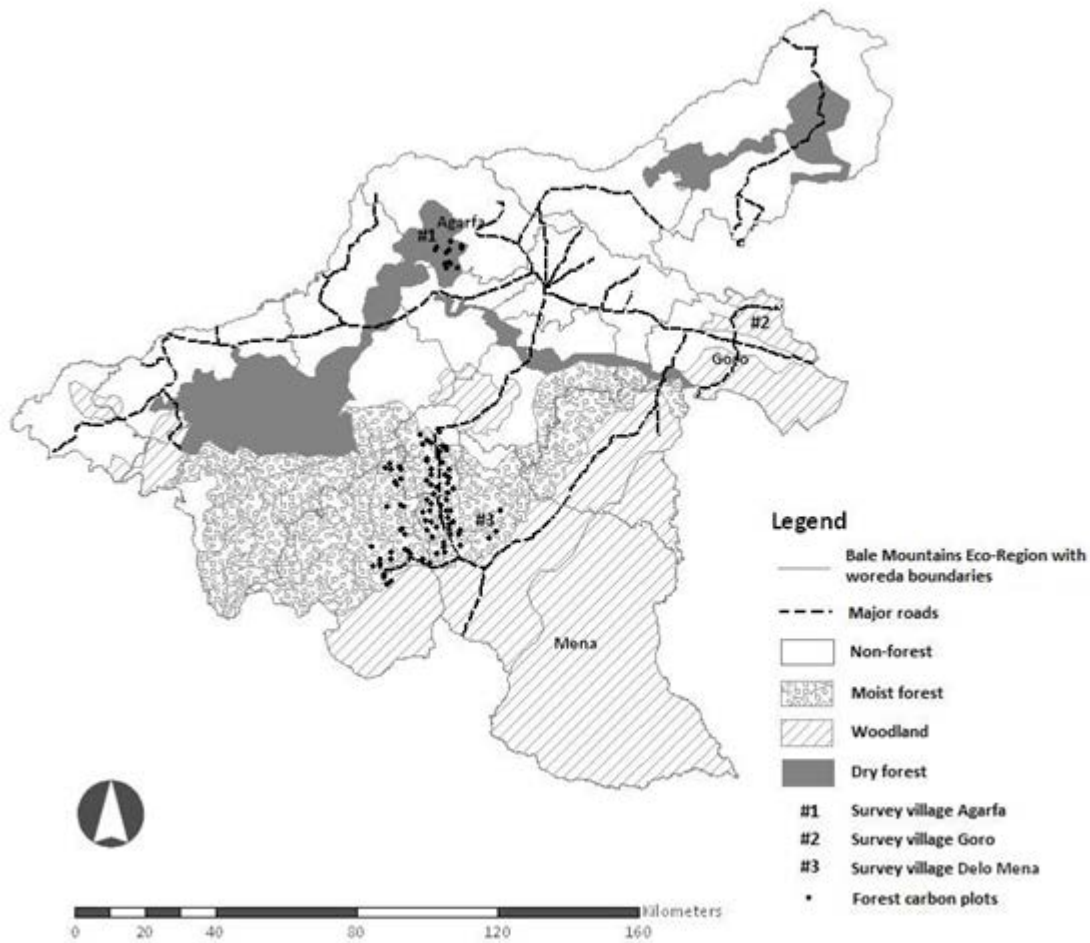 Agarfa
#1
#2
Goro
#3
Mena
Legend
Bale Mountains Eco-Region with
woreda boundaries
Major roads
Non-forest
Moist forest
Woodland
Dry forest
#1 Survey village Agarfa
#2 Survey village Goro
#3 Survey village Delo Mena
Forest carbon plots
Kilometers
0 20 40 80 120 160